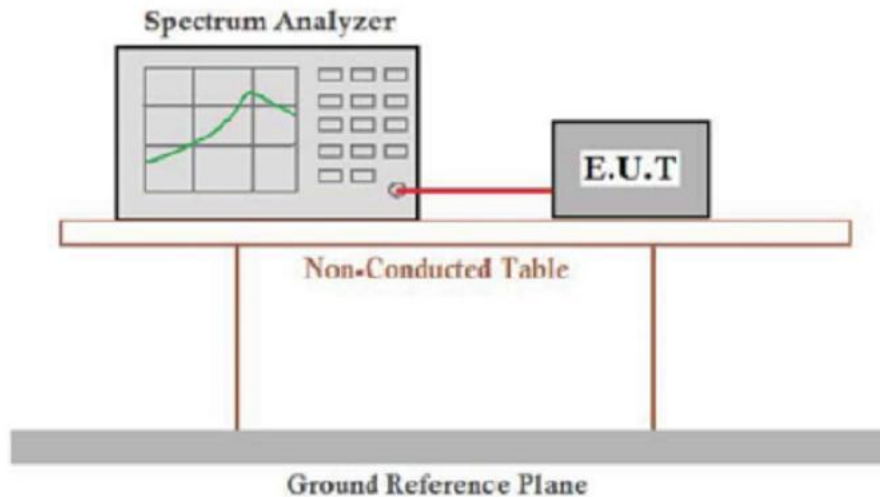 Spectrum Analyzer
E.U.T
Non-Conducted Table
Ground Reference Plane